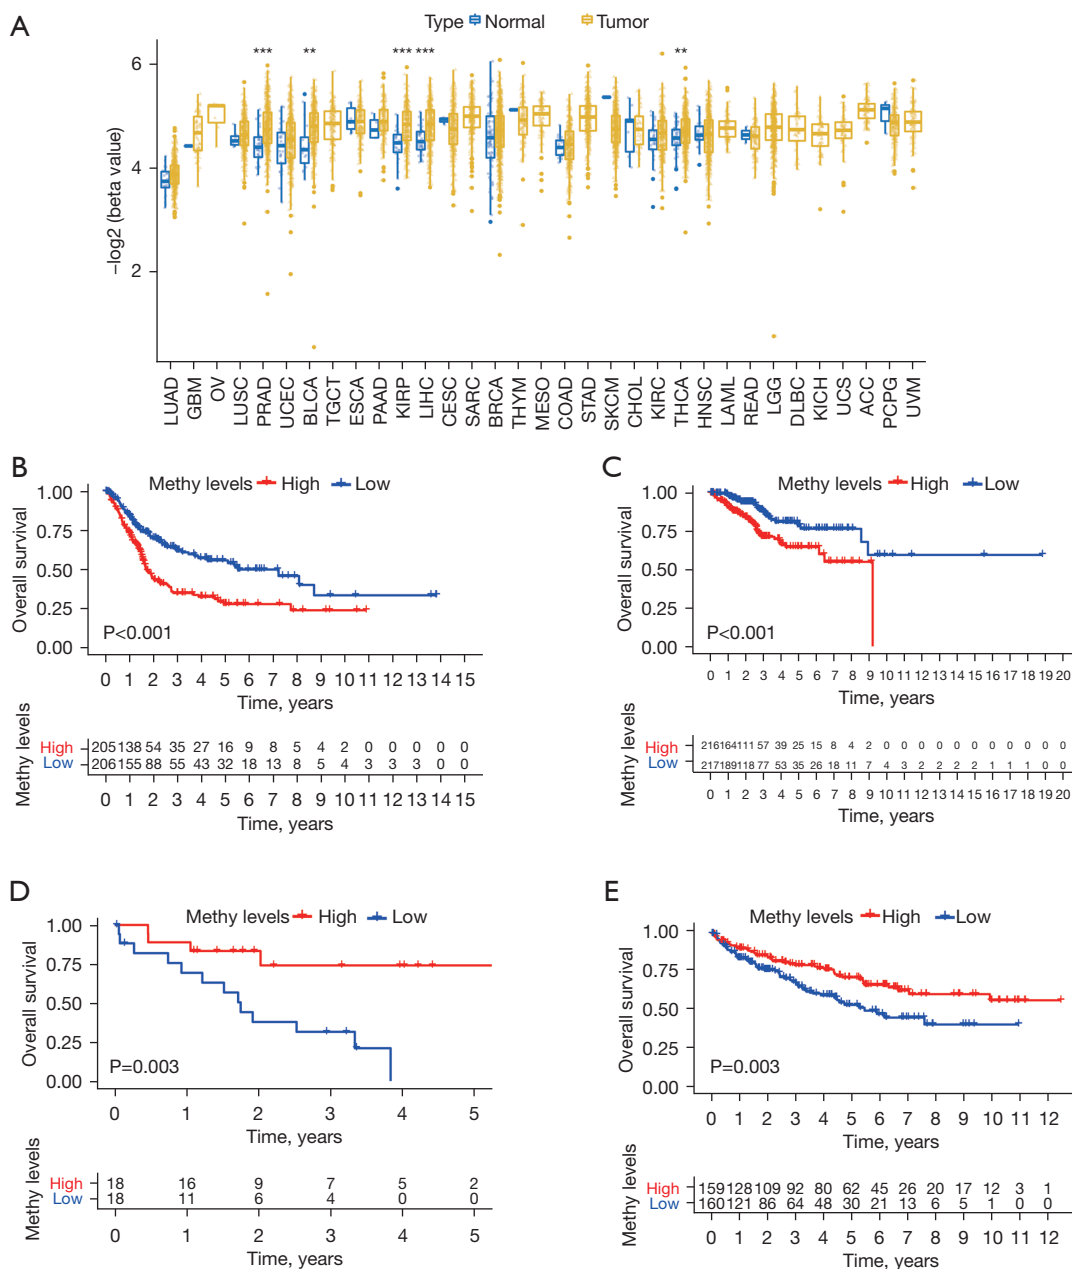 A
Type Normal Tumor
-log2 (beta value)
6
4
2
*** ** *** *** **
LUAD GBM OV LUSC PRAD UCEC BLCA TGCT ESCA PAAD KIRP LIHC CESC SARC BRCA THYM MESO COAD STAD SKCM CHOL KIRC THCA HNSC LAML READ LGG DLBC KICH UCS ACC PCPG UVM
B
Methy levels High Low
Overall survival
1.00
0.75
0.50
0.25
0.00
P<0.001
0 1 2 3 4 5 6 7 8 9 10 11 12 13 14 15
Time, years
Methy levels
High 205 138 54 35 27 16 9 8 5 4 2 0 0 0 0 0
Low 206 155 88 55 43 32 18 13 8 5 4 3 3 3 0 0
0 1 2 3 4 5 6 7 8 9 10 11 12 13 14 15
Time, years
C
Methy levels High Low
Overall survival
1.00
0.75
0.50
0.25
0.00
P<0.001
0 1 2 3 4 5 6 7 8 9 10 11 12 13 14 15 16 17 18 19 20
Time, years
Methy levels
High 216 164 111 57 39 25 15 8 4 2 0 0 0 0 0 0 0 0 0 0 0
Low 217 189 118 77 53 35 26 18 11 7 4 3 2 2 2 2 1 1 1 0 0
0 1 2 3 4 5 6 7 8 9 10 11 12 13 14 15 16 17 18 19 20
Time, years
D
Methy levels High Low
Overall survival
1.00
0.75
0.50
0.25
0.00
P=0.003
0 1 2 3 4 5
Time, years
Methy levels
High 18 16 9 7 5 2
Low 18 11 6 4 0 0
0 1 2 3 4 5
Time, years
E
Methy levels High Low
Overall survival
1.00
0.75
0.50
0.25
0.00
P=0.003
0 1 2 3 4 5 6 7 8 9 10 11 12
Time, years
Methy levels
High 159 128 109 92 80 62 45 26 20 17 12 3 1
Low 160 121 86 64 48 30 21 13 6 5 1 0 0
0 1 2 3 4 5 6 7 8 9 10 11 12
Time, years